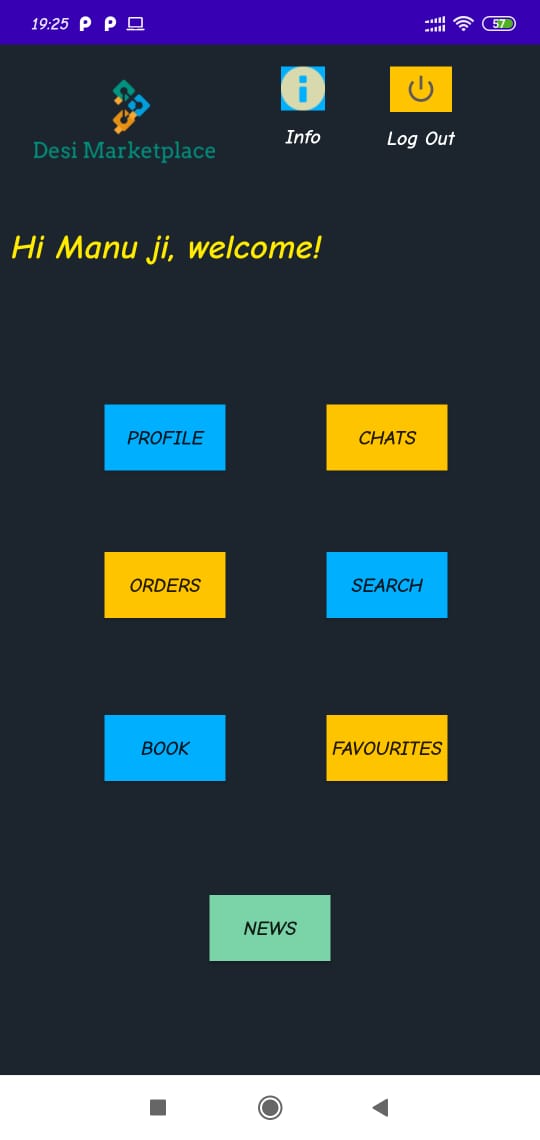 19:25
57
Desi Marketplace
Info
Log Out
Hi Manu ji, welcome!
PROFILE
CHATS
ORDERS
SEARCH
BOOK
FAVOURITES
NEWS